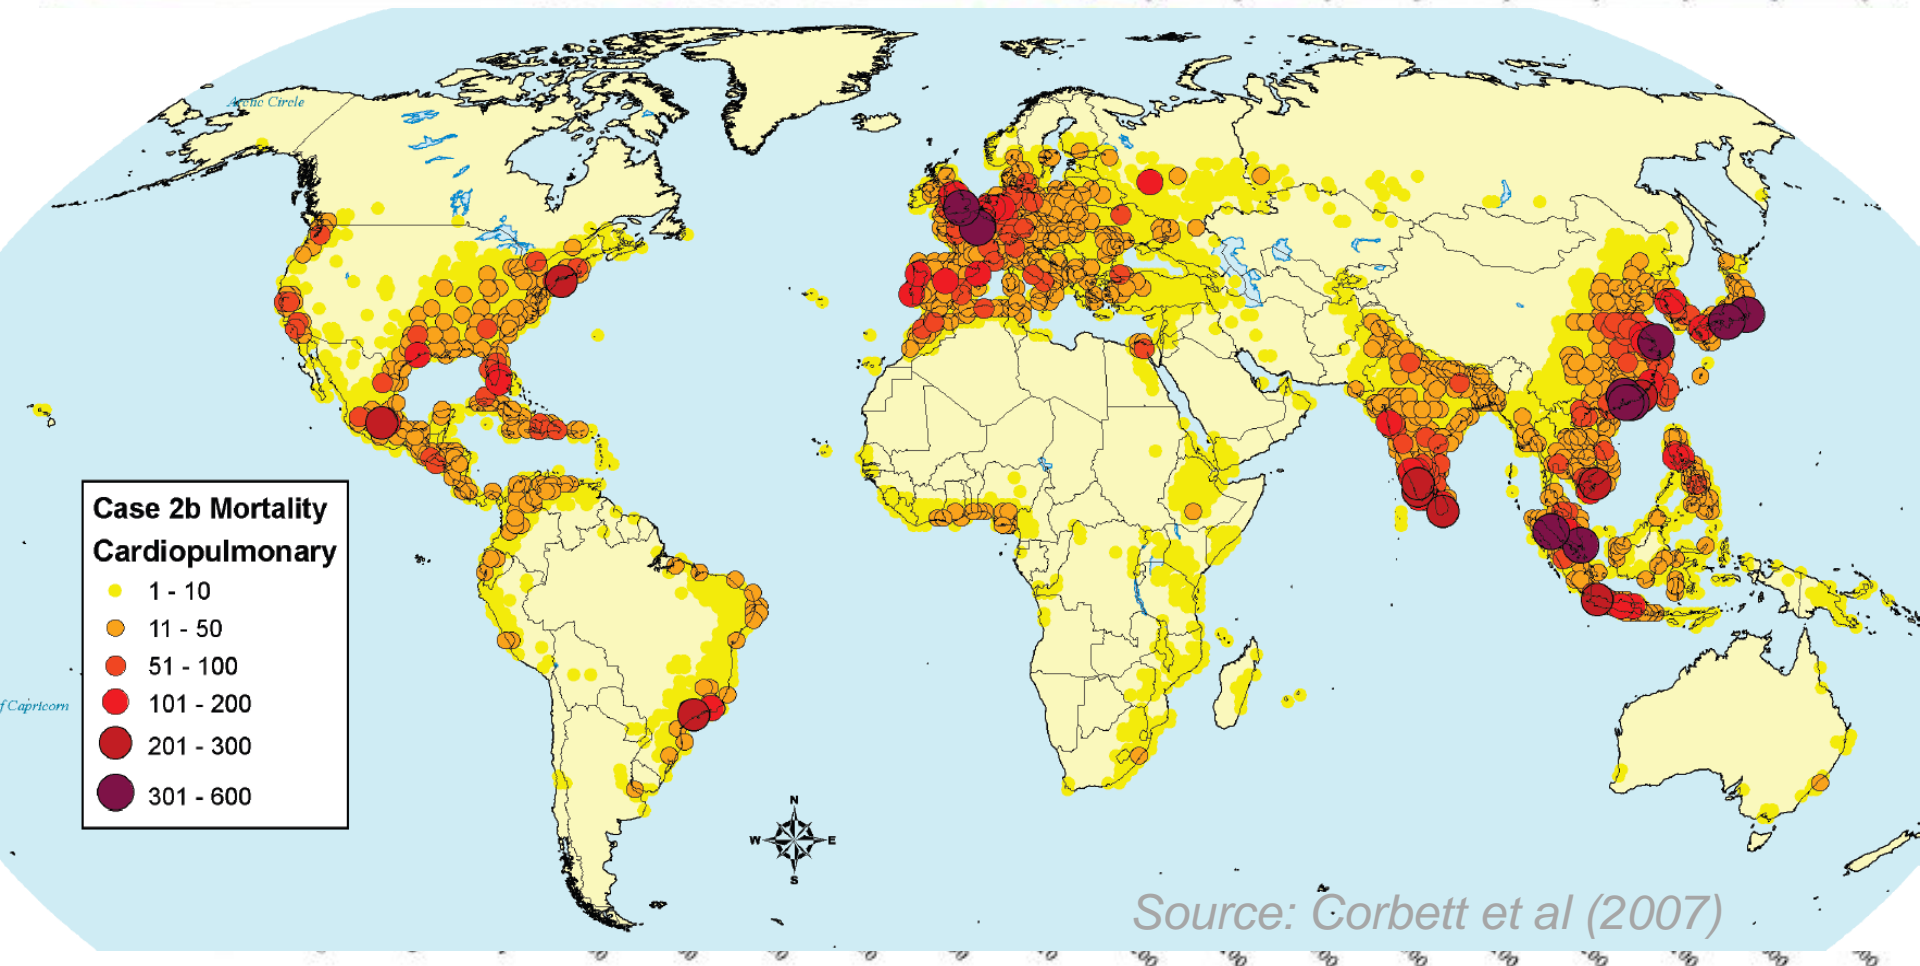 Arctic Circle
f Capricorn
Case 2b Mortality
Cardiopulmonary
1 - 10
11 - 50
51 - 100
101 - 200
201 - 300
301 - 600
N
W E
S
Source: Corbett et al (2007)